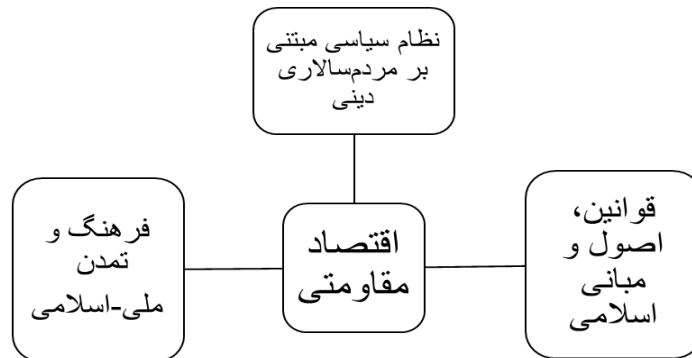 نظام سیاسی مبتنی
بر مردم‌سالاری
دینی
قوانین،
اصول و
مبانی
اسلامی
اقتصاد
مقاومتی
فرهنگ و
تمدن
ملی-اسلامی